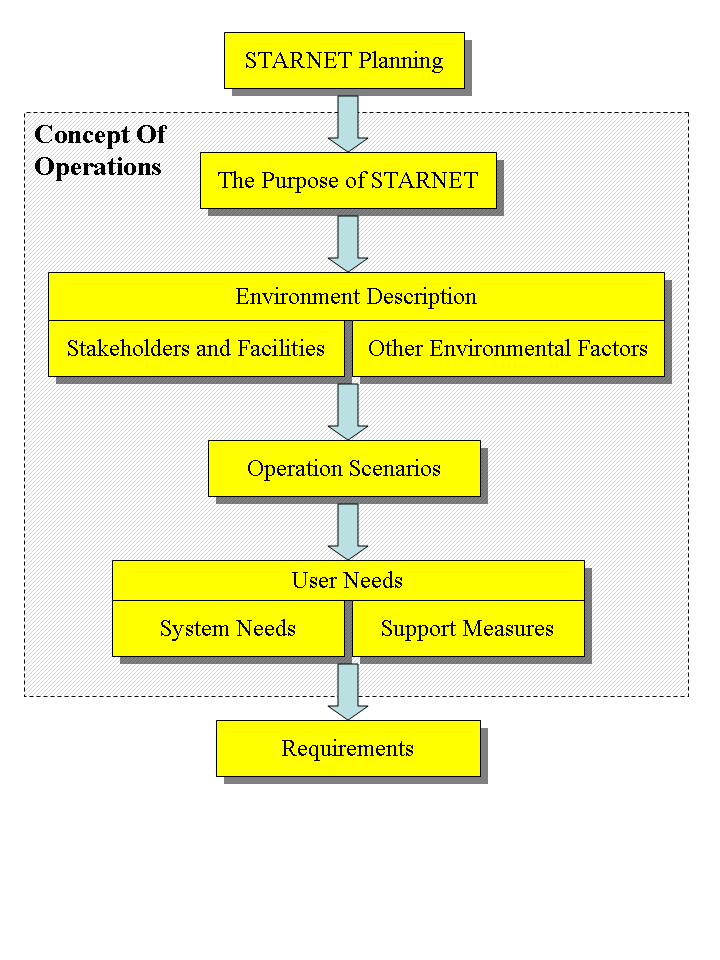 STARNET Planning
Concept Of
Operations
The Purpose of STARNET
Environment Description
Stakeholders and Facilities
Other Environmental Factors
Operation Scenarios
User Needs
System Needs
Support Measures
Requirements